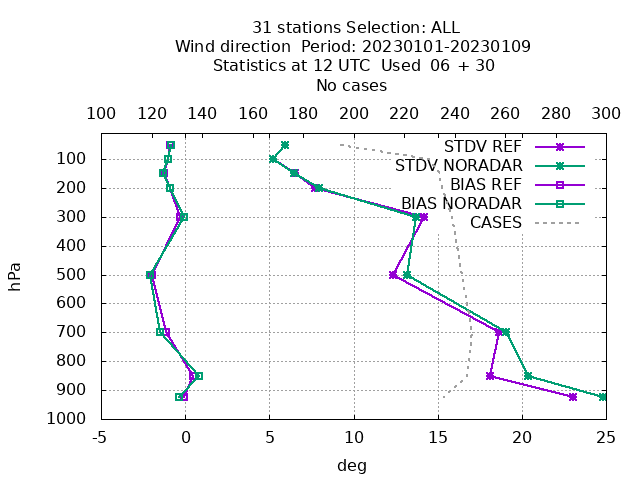 31 stations Selection: ALL
Wind direction  Period: 20230101-20230109
Statistics at 12 UTC  Used  06 + 30
No cases
100 120 140 160 180 200 220 240 260 280 300
STDV REF
STDV NORADAR
BIAS REF
BIAS NORADAR
CASES
hPa
100
200
300
400
500
600
700
800
900
1000
-5 0 5 10 15 20 25
deg